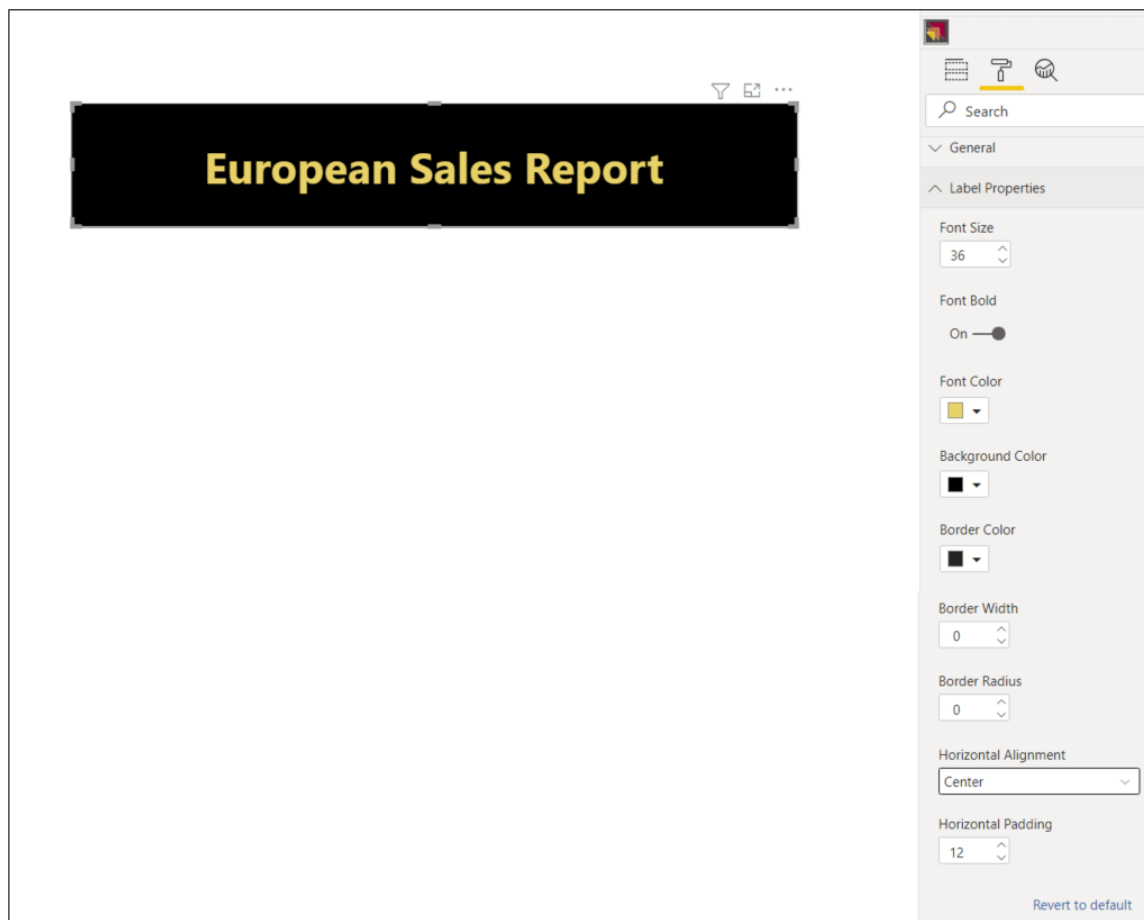 Search
General
European Sales Report
Label Properties
Font Size
36
Font Bold
On
Font Color
Background Color
Border Color
Border Width
0
Border Radius
0
Horizontal Alignment
Center
Horizontal Padding
12
Revert to default